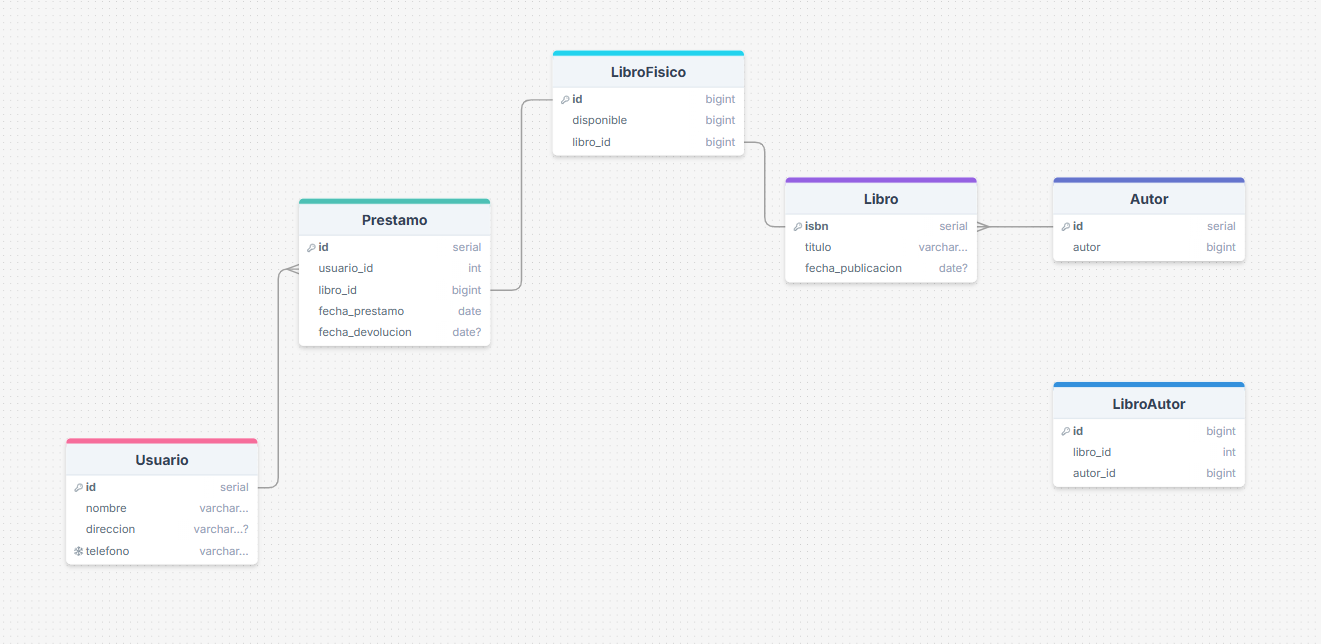 LibroFisico
id bigint
disponible bigint
libro_id bigint
Libro
isbn serial
titulo varchar...
fecha_publicacion date?
Autor
id serial
autor bigint
Prestamo
id serial
usuario_id int
libro_id bigint
fecha_prestamo date
fecha_devolucion date?
LibroAutor
id bigint
libro_id int
autor_id bigint
Usuario
id serial
nombre varchar...
direccion varchar...?
telefono varchar...